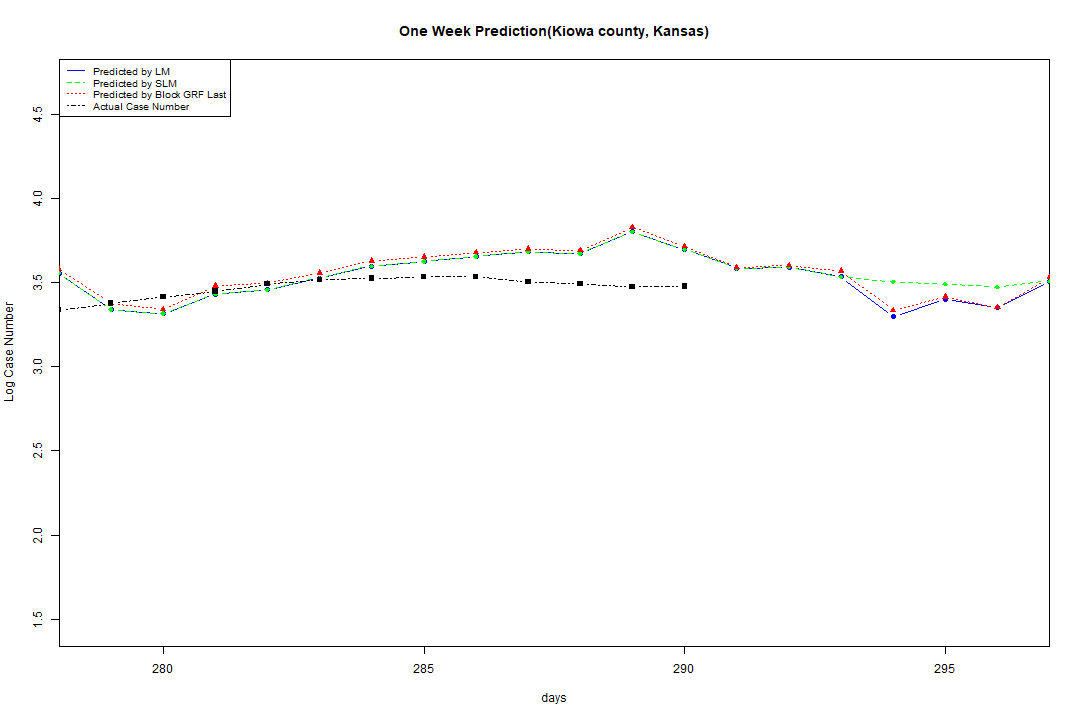 One Week Prediction(Kiowa county, Kansas)
Predicted by LM
Predicted by SLM
Predicted by Block GRF Last
Actual Case Number
4.5
4.0
3.5
3.0
2.5
2.0
1.5
Log Case Number
280 285 290 295
days